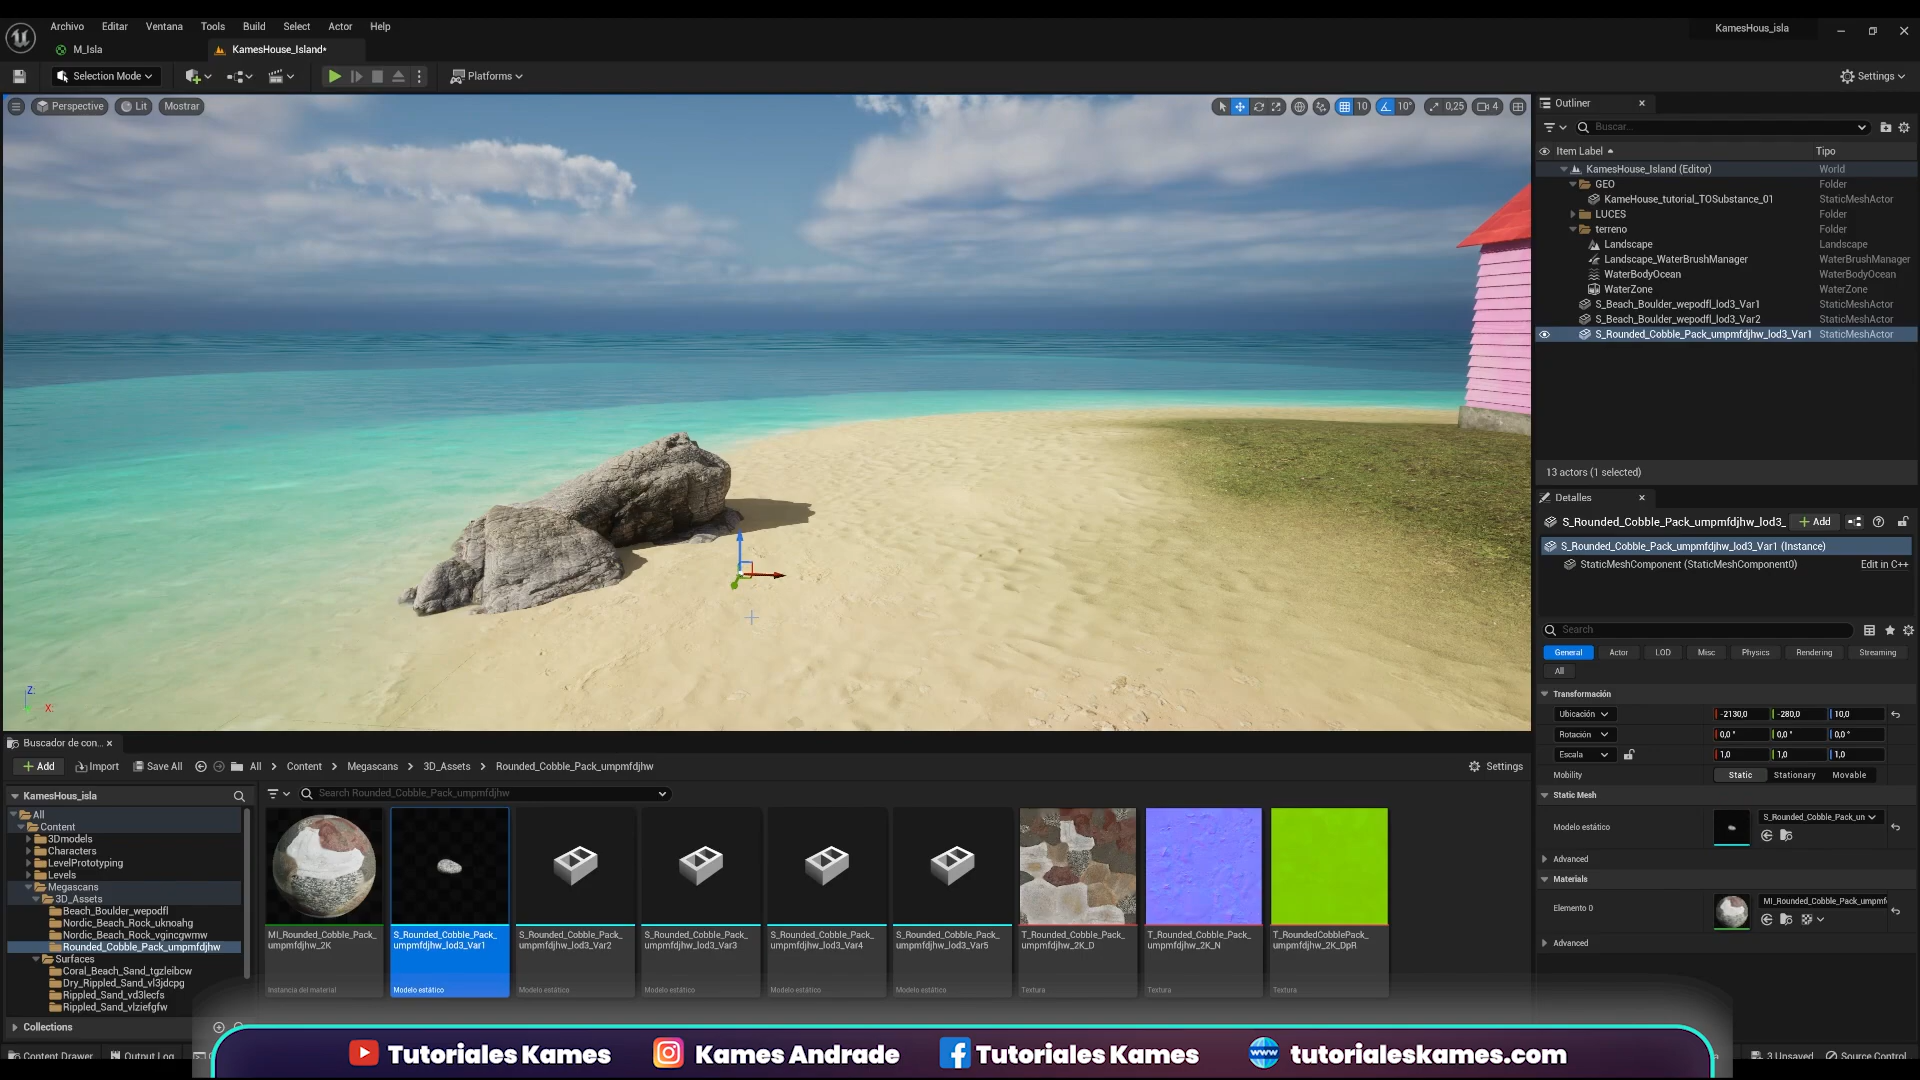 Archivo Editar Ventana Tools Build Select Actor Help
KamesHous_isla
M_Isla
KamesHouse_Island*
Selection Mode
Platforms
Settings
Perspective Lit Mostrar
10 10° 0,25 4
Outliner
Buscar...
Item Label Tipo
KamesHouse_Island (Editor) World
GEO Folder
KameHouse_tutorial_TOSubstance_01 StaticMeshActor
LUCES Folder
terreno Folder
Landscape Landscape
Landscape_WaterBrushManager WaterBrushManager
WaterBodyOcean WaterBodyOcean
WaterZone WaterZone
S_Beach_Boulder_wepodfl_lod3_Var1 StaticMeshActor
S_Beach_Boulder_wepodfl_lod3_Var2 StaticMeshActor
S_Rounded_Cobble_Pack_umpmfdjhw_lod3_Var1 StaticMeshActor
13 actors (1 selected)
Detalles
S_Rounded_Cobble_Pack_umpmfdjhw_lod3_ Add
S_Rounded_Cobble_Pack_umpmfdjhw_lod3_Var1 (Instance)
StaticMeshComponent (StaticMeshComponent0) Edit in C++
Search
General Actor LOD Misc Physics Rendering Streaming
All
Transformación
Ubicación -2130,0 -280,0 10,0
Rotación 0,0 ° 0,0 ° 0,0 °
Escala 1,0 1,0 1,0
Mobility Static Stationary Movable
Static Mesh
Modelo estático S_Rounded_Cobble_Pack_un
Advanced
Materials
Elemento 0 MI_Rounded_Cobble_Pack_umpmf
Advanced
Z:
X:
Buscador de con...
Add Import Save All All Content Megascans 3D_Assets Rounded_Cobble_Pack_umpmfdjhw Settings
KamesHous_isla
Search Rounded_Cobble_Pack_umpmfdjhw
All
Content
3Dmodels
Characters
LevelPrototyping
Levels
Megascans
3D_Assets
Beach_Boulder_wepodfl
Nordic_Beach_Rock_uknoahg
Nordic_Beach_Rock_vgincgwmw
Rounded_Cobble_Pack_umpmfdjhw
Surfaces
Coral_Beach_Sand_tgzleibcw
Dry_Rippled_Sand_vl3jdcpg
Rippled_Sand_vd3lecfs
Rippled_Sand_vlziefgfw
Collections
MI_Rounded_Cobble_Pack_
umpmfdjhw_2K
Instancia del material
S_Rounded_Cobble_Pack_
umpmfdjhw_lod3_Var1
Modelo estático
S_Rounded_Cobble_Pack_
umpmfdjhw_lod3_Var2
Modelo estático
S_Rounded_Cobble_Pack_
umpmfdjhw_lod3_Var3
Modelo estático
S_Rounded_Cobble_Pack_
umpmfdjhw_lod3_Var4
Modelo estático
S_Rounded_Cobble_Pack_
umpmfdjhw_lod3_Var5
Modelo estático
T_Rounded_Cobble_Pack_
umpmfdjhw_2K_D
Textura
T_Rounded_Cobble_Pack_
umpmfdjhw_2K_N
Textura
T_RoundedCobblePack_
umpmfdjhw_2K_DpR
Textura
Content Drawer Output Log
3 Unsaved Source Control
Tutoriales Kames Kames Andrade Tutoriales Kames www tutorialeskames.com